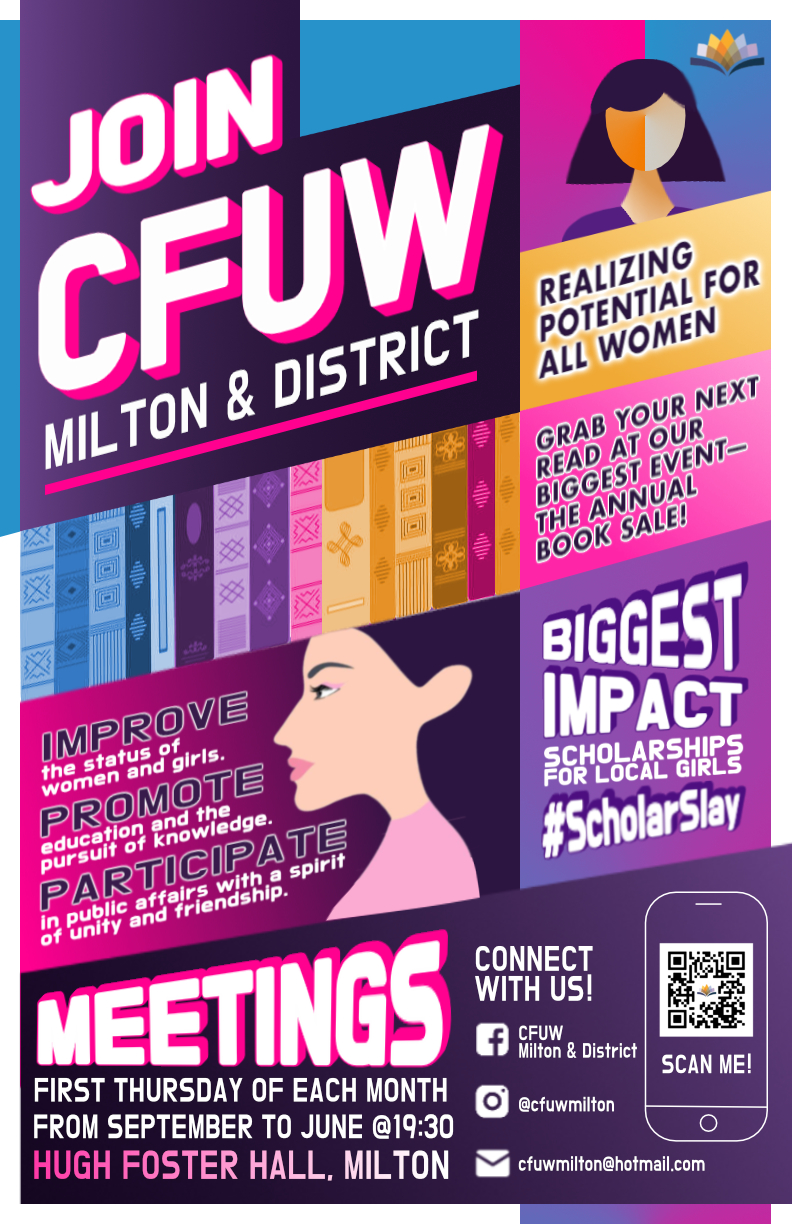 JOIN
CFUW
MILTON & DISTRICT
REALIZING
POTENTIAL FOR
ALL WOMEN
GRAB YOUR NEXT
READ AT OUR
BIGGEST EVENT—
THE ANNUAL
BOOK SALE!
BIGGEST
IMPACT
SCHOLARSHIPS
FOR LOCAL GIRLS
#ScholarSlay
IMPROVE
the status of
women and girls.
PROMOTE
education and the
pursuit of knowledge.
PARTICIPATE
in public affairs with a spirit
of unity and friendship.
MEETINGS
FIRST THURSDAY OF EACH MONTH
FROM SEPTEMBER TO JUNE @19:30
HUGH FOSTER HALL, MILTON
CONNECT
WITH US!
CFUW
Milton & District
@cfuwmilton
cfuwmilton@hotmail.com
SCAN ME!